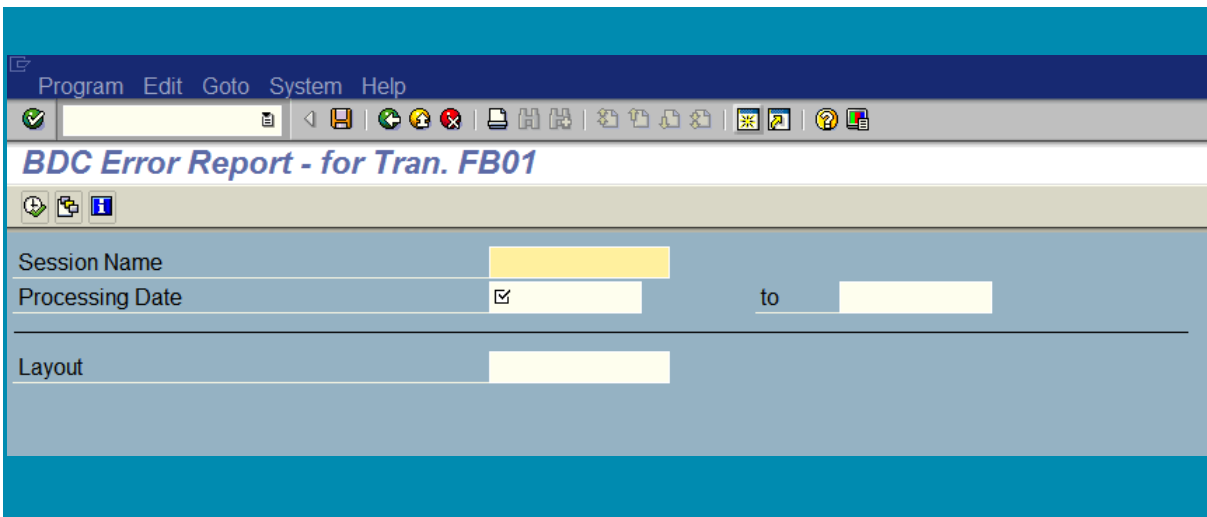 Program Edit Goto System Help
BDC Error Report - for Tran. FB01
Session Name
Processing Date to
Layout